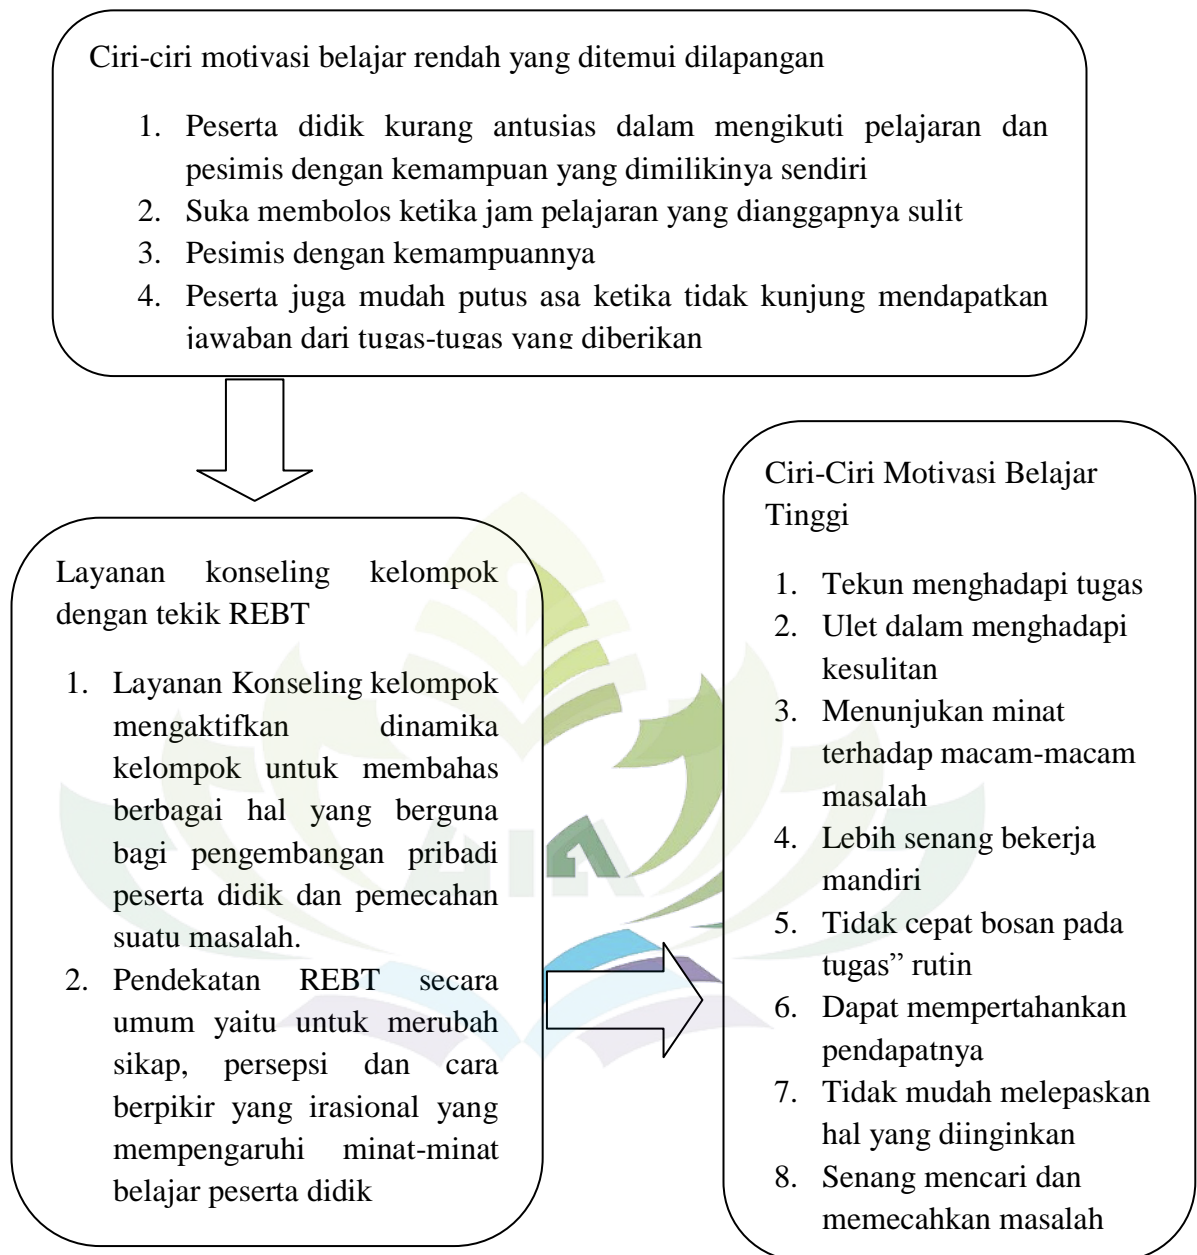 Ciri-ciri motivasi belajar rendah yang ditemui dilapangan
1. Peserta didik kurang antusias dalam mengikuti pelajaran dan
pesimis dengan kemampuan yang dimilikinya sendiri
2. Suka membolos ketika jam pelajaran yang dianggapnya sulit
3. Pesimis dengan kemampuannya
4. Peserta juga mudah putus asa ketika tidak kunjung mendapatkan
jawaban dari tugas-tugas yang diberikan
Layanan konseling kelompok
dengan tekik REBT
1. Layanan Konseling kelompok
mengaktifkan dinamika
kelompok untuk membahas
berbagai hal yang berguna
bagi pengembangan pribadi
peserta didik dan pemecahan
suatu masalah.
2. Pendekatan REBT secara
umum yaitu untuk merubah
sikap, persepsi dan cara
berpikir yang irasional yang
mempengaruhi minat-minat
belajar peserta didik
Ciri-Ciri Motivasi Belajar
Tinggi
1. Tekun menghadapi tugas
2. Ulet dalam menghadapi
kesulitan
3. Menunjukan minat
terhadap macam-macam
masalah
4. Lebih senang bekerja
mandiri
5. Tidak cepat bosan pada
tugas” rutin
6. Dapat mempertahankan
pendapatnya
7. Tidak mudah melepaskan
hal yang diinginkan
8. Senang mencari dan
memecahkan masalah